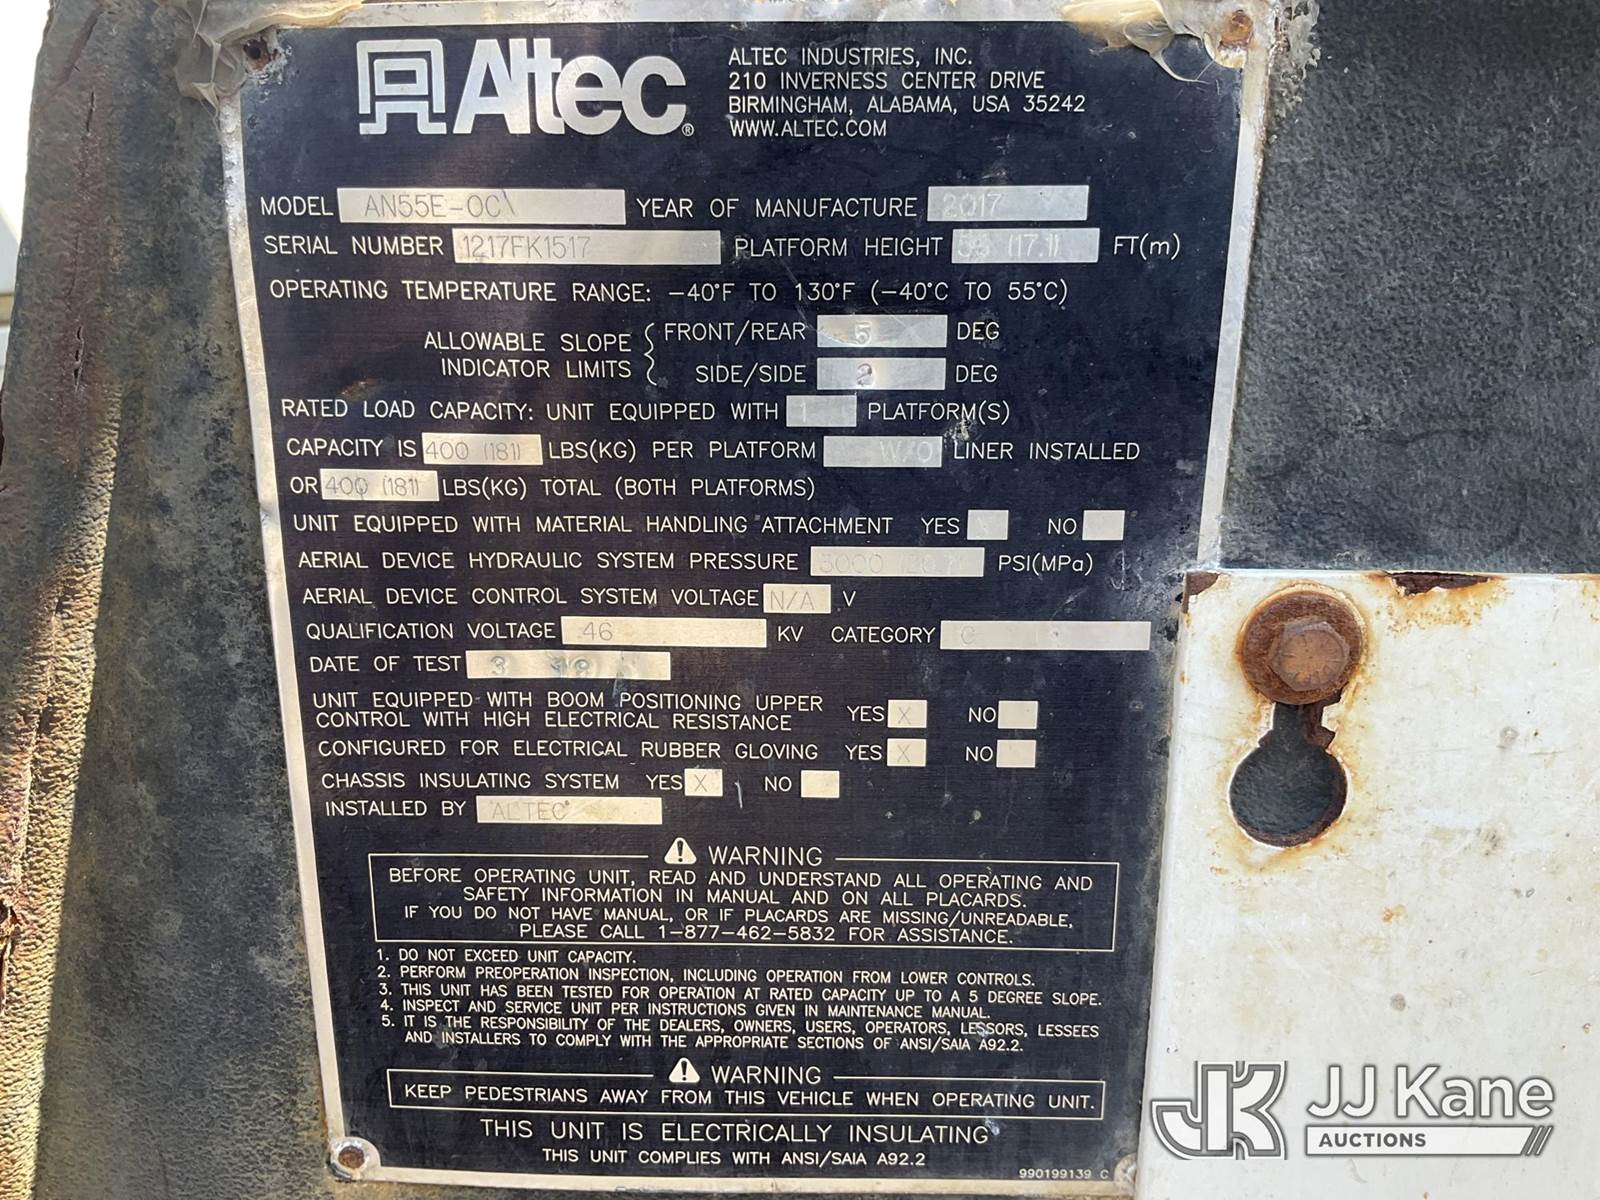 Altec®
ALTEC INDUSTRIES, INC.
210 INVERNESS CENTER DRIVE
BIRMINGHAM, ALABAMA, USA 35242
WWW.ALTEC.COM
MODEL AN55E-OC YEAR OF MANUFACTURE 2017
SERIAL NUMBER 1217FK1517 PLATFORM HEIGHT (17.1) FT(m)
OPERATING TEMPERATURE RANGE: -40°F TO 130°F (-40°C TO 55°C)
ALLOWABLE SLOPE INDICATOR LIMITS { FRONT/REAR 5 DEG
SIDE/SIDE 2 DEG
RATED LOAD CAPACITY: UNIT EQUIPPED WITH 1 PLATFORM(S)
CAPACITY IS 400 (181) LBS(KG) PER PLATFORM W/O LINER INSTALLED
OR 400 (181) LBS(KG) TOTAL (BOTH PLATFORMS)
UNIT EQUIPPED WITH MATERIAL HANDLING ATTACHMENT YES NO
AERIAL DEVICE HYDRAULIC SYSTEM PRESSURE 3000 (20.7) PSI(MPa)
AERIAL DEVICE CONTROL SYSTEM VOLTAGE N/A V
QUALIFICATION VOLTAGE 46 KV CATEGORY C
DATE OF TEST 3
UNIT EQUIPPED WITH BOOM POSITIONING UPPER
CONTROL WITH HIGH ELECTRICAL RESISTANCE YES X NO
CONFIGURED FOR ELECTRICAL RUBBER GLOVING YES X NO
CHASSIS INSULATING SYSTEM YES X NO
INSTALLED BY ALTEC
WARNING
BEFORE OPERATING UNIT, READ AND UNDERSTAND ALL OPERATING AND
SAFETY INFORMATION IN MANUAL AND ON ALL PLACARDS.
IF YOU DO NOT HAVE MANUAL, OR IF PLACARDS ARE MISSING/UNREADABLE,
PLEASE CALL 1-877-462-5832 FOR ASSISTANCE.
1. DO NOT EXCEED UNIT CAPACITY.
2. PERFORM PREOPERATION INSPECTION, INCLUDING OPERATION FROM LOWER CONTROLS.
3. THIS UNIT HAS BEEN TESTED FOR OPERATION AT RATED CAPACITY UP TO A 5 DEGREE SLOPE.
4. INSPECT AND SERVICE UNIT PER INSTRUCTIONS GIVEN IN MAINTENANCE MANUAL.
5. IT IS THE RESPONSIBILITY OF THE DEALERS, OWNERS, USERS, OPERATORS, LESSORS, LESSEES
AND INSTALLERS TO COMPLY WITH THE APPROPRIATE SECTIONS OF ANSI/SAIA A92.2.
WARNING
KEEP PEDESTRIANS AWAY FROM THIS VEHICLE WHEN OPERATING UNIT.
THIS UNIT IS ELECTRICALLY INSULATING
THIS UNIT COMPLIES WITH ANSI/SAIA A92.2
990199139 C
JK JJ Kane
AUCTIONS